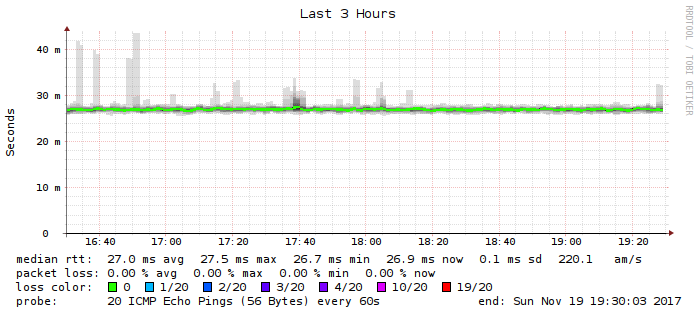 Last 3 Hours
RRDTOOL / TOBI OETIKER
Seconds
40 m
30 m
20 m
10 m
0
16:40 17:00 17:20 17:40 18:00 18:20 18:40 19:00 19:20
median rtt: 27.0 ms avg 27.5 ms max 26.7 ms min 26.9 ms now 0.1 ms sd 220.1 am/s
packet loss: 0.00 % avg 0.00 % max 0.00 % min 0.00 % now
loss color: 0 1/20 2/20 3/20 4/20 10/20 19/20
probe: 20 ICMP Echo Pings (56 Bytes) every 60s end: Sun Nov 19 19:30:03 2017